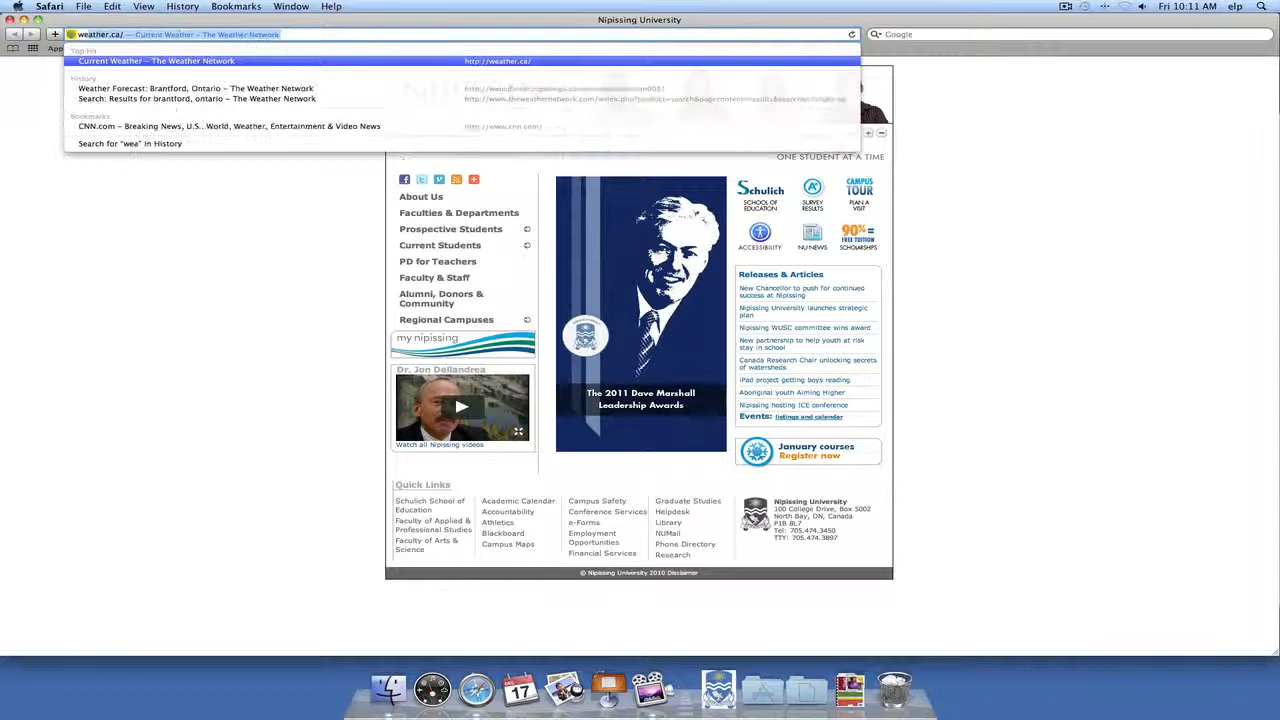 Safari File Edit View History Bookmarks Window Help Fri 10:11 AM elp
Nipissing University
weather.ca/ — Current Weather – The Weather Network
Google
Top Hit
Current Weather – The Weather Network http://weather.ca/
History
Weather Forecast: Brantford, Ontario – The Weather Network
Search: Results for brantford, ontario – The Weather Network
Bookmarks
CNN.com – Breaking News, U.S., World, Weather, Entertainment & Video News http://www.cnn.com/
Search for "wea" in History
ONE STUDENT AT A TIME
About Us
Faculties & Departments
Prospective Students
Current Students
PD for Teachers
Faculty & Staff
Alumni, Donors &
Community
Regional Campuses
my nipissing
Dr. Jon Dellandrea
Watch all Nipissing videos
The 2011 Dave Marshall
Leadership Awards
Schulich
SCHOOL OF
EDUCATION
SURVEY
RESULTS
CAMPUS
TOUR
PLAN A
VISIT
ACCESSIBILITY
NU NEWS
90%=
FREE TUITION
SCHOLARSHIPS
Releases & Articles
New Chancellor to push for continued
success at Nipissing
Nipissing University launches strategic
plan
Nipissing WUSC committee wins award
New partnership to help youth at risk
stay in school
Canada Research Chair unlocking secrets
of watersheds
iPad project getting boys reading
Aboriginal youth Aiming Higher
Nipissing hosting ICE conference
Events: listings and calendar
January courses
Register now
Quick Links
Schulich School of
Education
Faculty of Applied &
Professional Studies
Faculty of Arts &
Science
Academic Calendar
Accountability
Athletics
Blackboard
Campus Maps
Campus Safety
Conference Services
e-Forms
Employment
Opportunities
Financial Services
Graduate Studies
Helpdesk
Library
NUMail
Phone Directory
Research
Nipissing University
100 College Drive, Box 5002
North Bay, ON, Canada
P1B 8L7
Tel: 705.474.3450
TTY: 705.474.3897
© Nipissing University 2010 Disclaimer
DEC
17